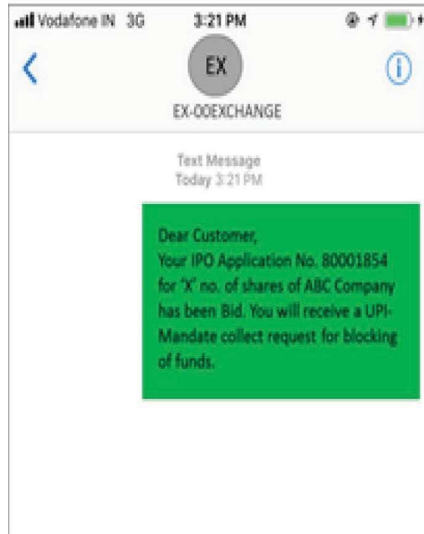 Vodafone IN 3G 3:21 PM
EX
EX-00EXCHANGE
Text Message
Today 3:21 PM
Dear Customer,
Your IPO Application No. 80001854
for 'X' no. of shares of ABC Company
has been Bid. You will receive a UPI-
Mandate collect request for blocking
of funds.